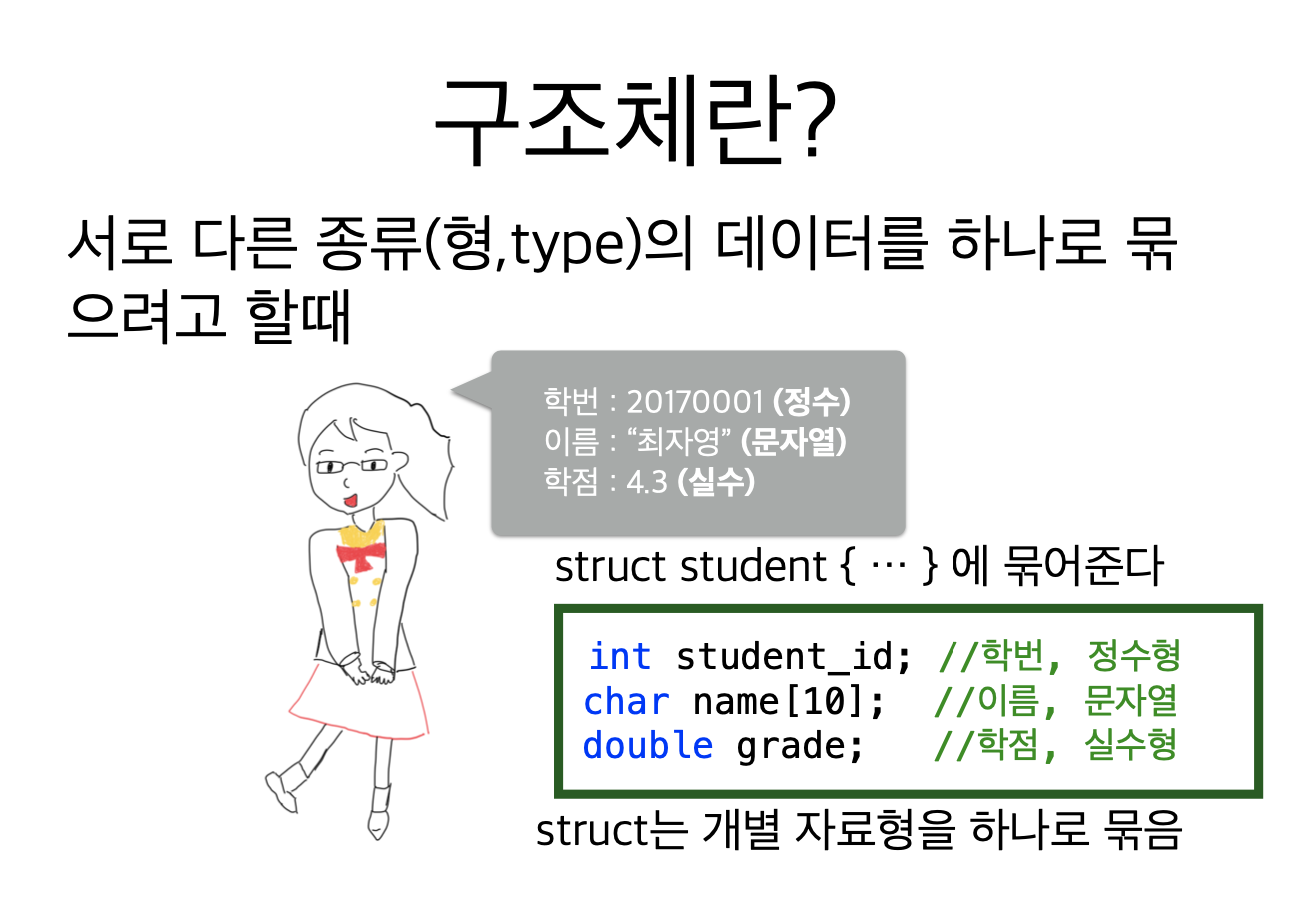 구조체란?
서로 다른 종류(형,type)의 데이터를 하나로 묶
으려고 할때
학번 : 20170001 (정수)
이름 : “최자영” (문자열)
학점 : 4.3 (실수)
struct student { … } 에 묶어준다
int student_id; //학번, 정수형
char name[10]; //이름, 문자열
double grade; //학점, 실수형
struct는 개별 자료형을 하나로 묶음